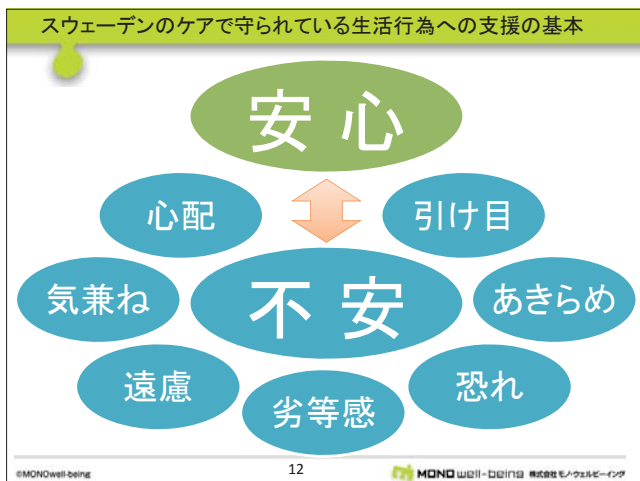 スウェーデンのケアで守られている生活行為への支援の基本
安 心
心配
引け目
気兼ね
不 安
あきらめ
遠慮
劣等感
恐れ
©MONOwell-being
12
MONO well-being 株式会社モノ・ウェルビーイング